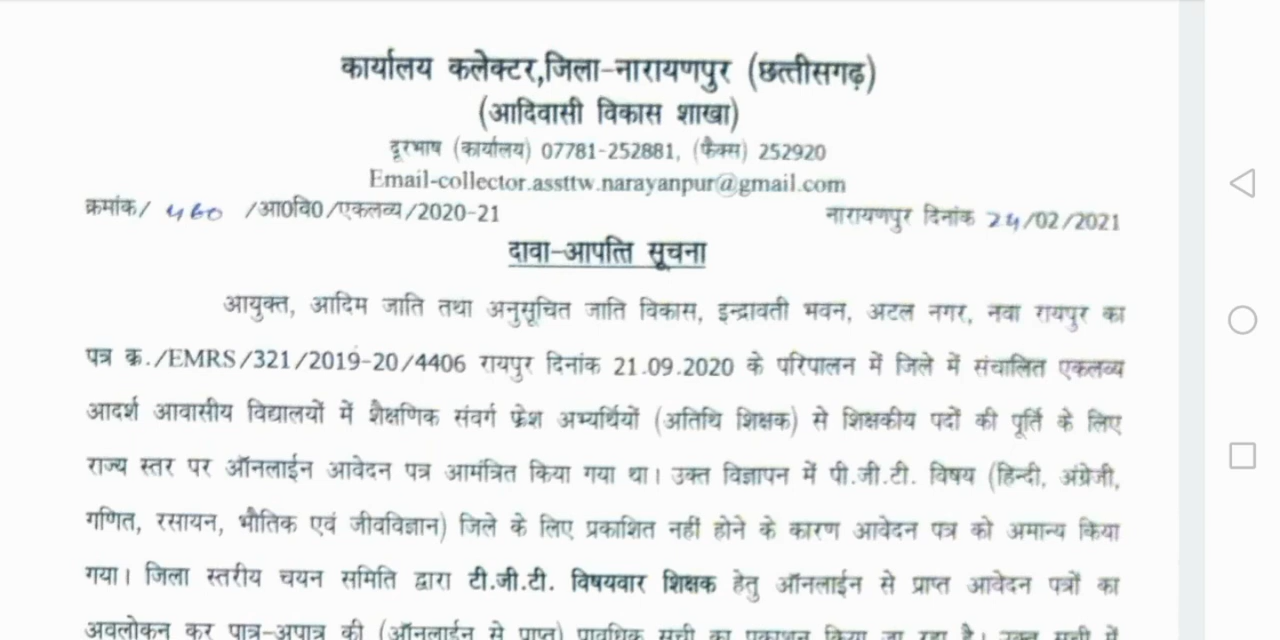 कार्यालय कलेक्टर,जिला-नारायणपुर (छत्तीसगढ़)
(आदिवासी विकास शाखा)
दूरभाष (कार्यालय) 07781-252881, (फैक्स) 252920
Email-collector.assttw.narayanpur@gmail.com
क्रमांक/ 460 /आ0वि0/एकलव्य/2020-21 नारायणपुर दिनांक 24/02/2021
दावा-आपत्ति सूचना
आयुक्त, आदिम जाति तथा अनुसूचित जाति विकास, इन्द्रावती भवन, अटल नगर, नवा रायपुर का
पत्र क्र./EMRS/321/2019-20/4406 रायपुर दिनांक 21.09.2020 के परिपालन में जिले में संचालित एकलव्य
आदर्श आवासीय विद्यालयों में शैक्षणिक संवर्ग फ्रेश अभ्यर्थियों (अतिथि शिक्षक) से शिक्षकीय पदों की पूर्ति के लिए
राज्य स्तर पर ऑनलाईन आवेदन पत्र आमंत्रित किया गया था। उक्त विज्ञापन में पी.जी.टी. विषय (हिन्दी, अंग्रेजी,
गणित, रसायन, भौतिक एवं जीवविज्ञान) जिले के लिए प्रकाशित नहीं होने के कारण आवेदन पत्र को अमान्य किया
गया। जिला स्तरीय चयन समिति द्वारा टी.जी.टी. विषयवार शिक्षक हेतु ऑनलाईन से प्राप्त आवेदन पत्रों का
अवलोकन कर पात्र-अपात्र की (ऑनलाईन से प्राप्त) प्रावधिक सूची का प्रकाशन किया जा रहा है। उक्त सूची में